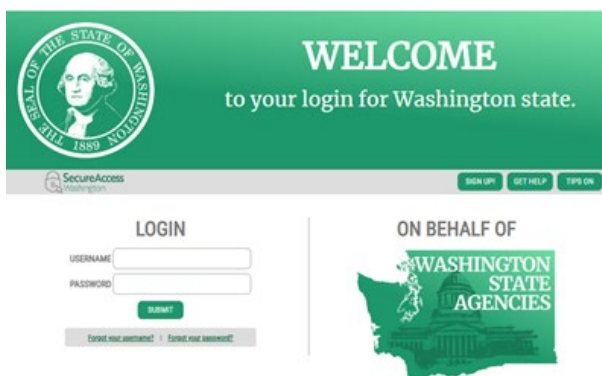 THE SEAL OF THE STATE OF WASHINGTON
1889
WELCOME
to your login for Washington state.
SecureAccess
Washington
SIGN UP!
GET HELP
TIPS ON
LOGIN
USERNAME
PASSWORD
SUBMIT
Forgot your username? | Forgot your password?
ON BEHALF OF
WASHINGTON
STATE
AGENCIES